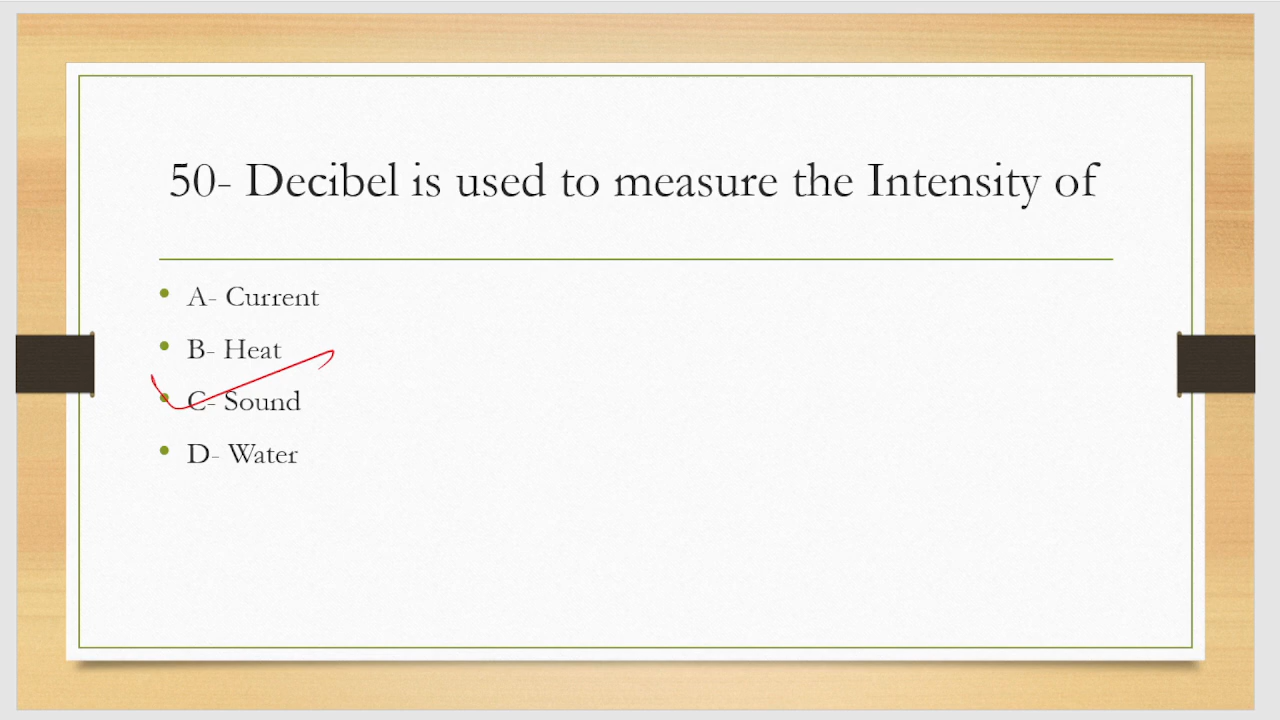 50- Decibel is used to measure the Intensity of
A- Current
B- Heat
C- Sound
D- Water